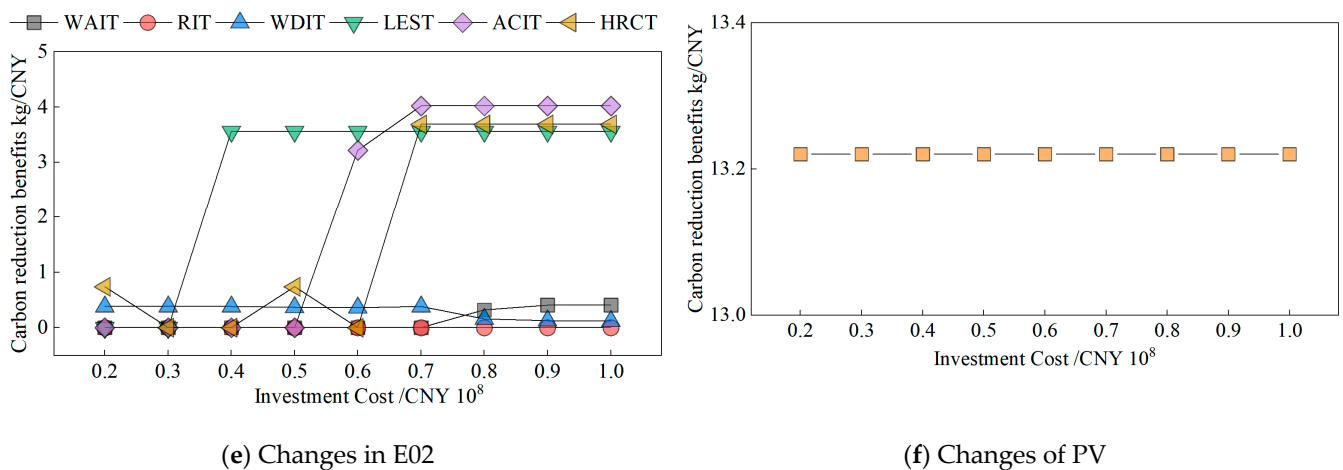 WAIT RIT WDIT LEST ACIT HRCT
Carbon reduction benefits kg/CNY
5
4
3
2
1
0
0.2 0.3 0.4 0.5 0.6 0.7 0.8 0.9 1.0
Investment Cost /CNY 10⁸
(e) Changes in E02
Carbon reduction benefits kg/CNY
13.4
13.2
13.0
0.2 0.3 0.4 0.5 0.6 0.7 0.8 0.9 1.0
Investment Cost /CNY 10⁸
(f) Changes of PV